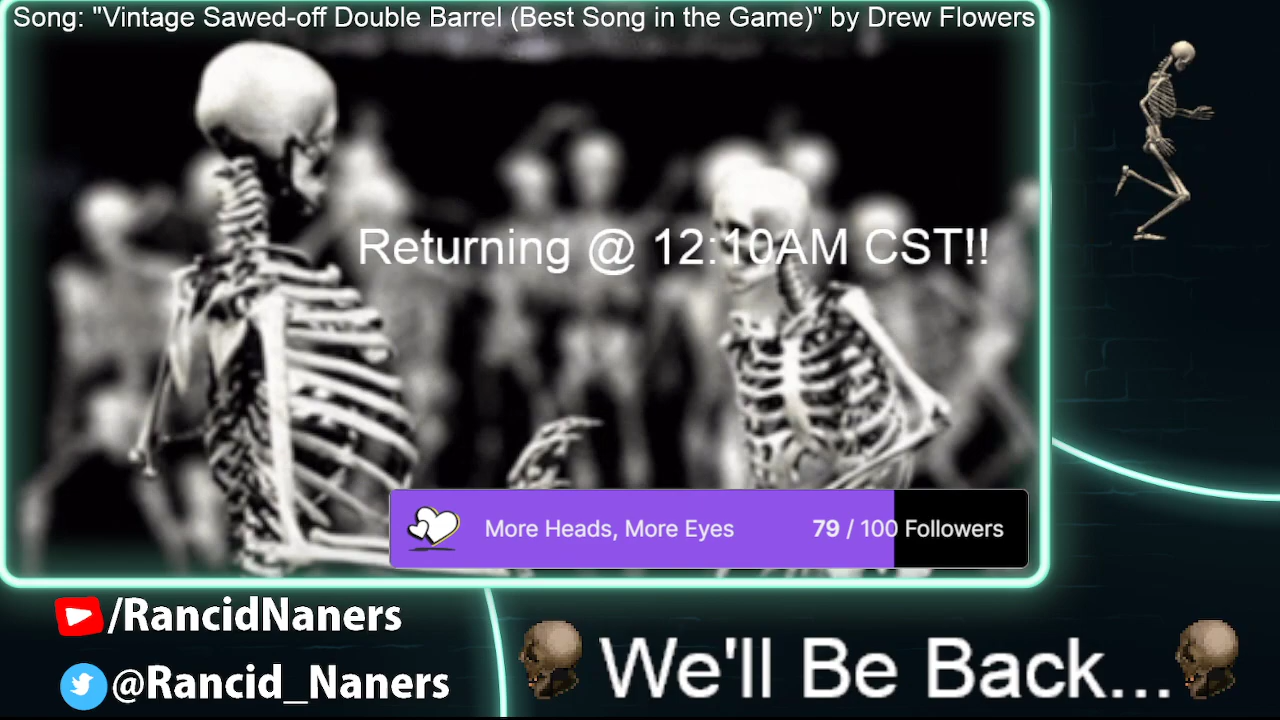 Song: "Vintage Sawed-off Double Barrel (Best Song in the Game)" by Drew Flowers
Returning @ 12:10AM CST!!
More Heads, More Eyes 79 / 100 Followers
/RancidNaners
@Rancid_Naners
We'll Be Back...